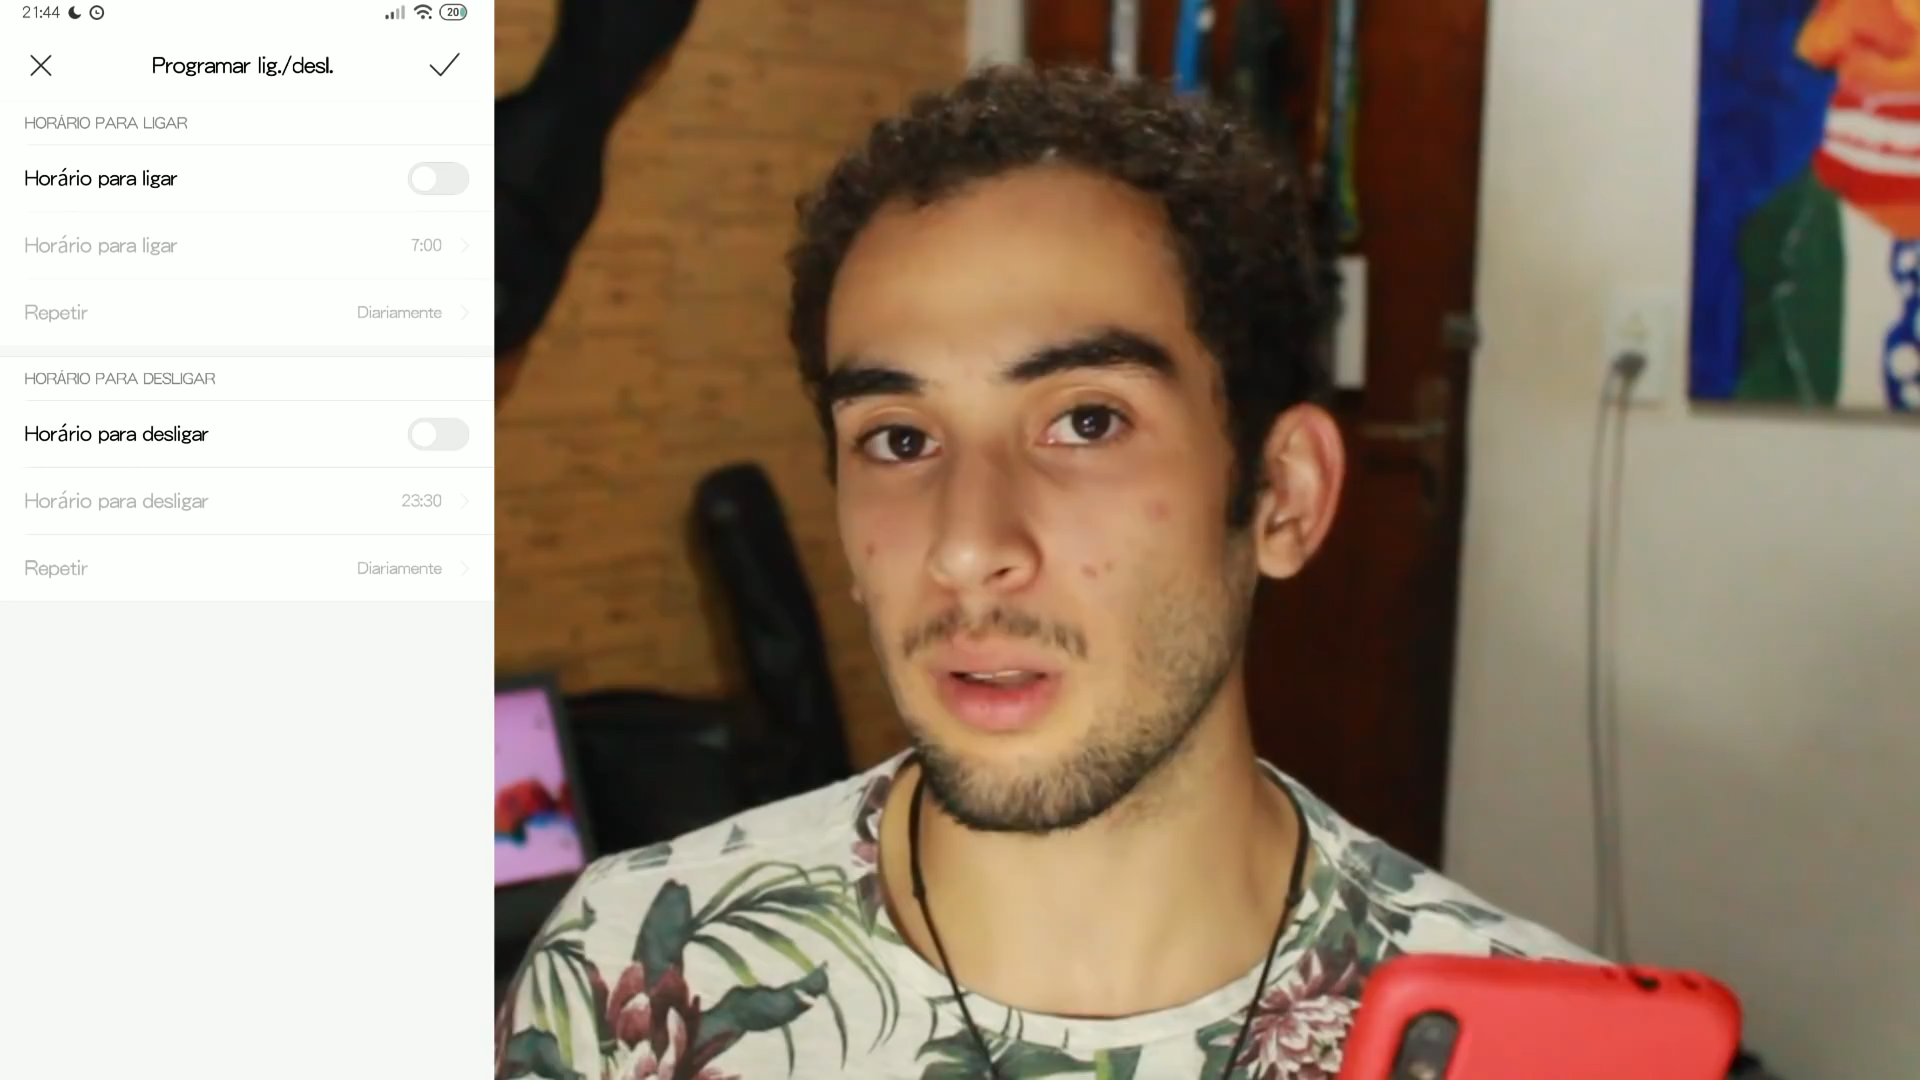 21:44
20
Programar lig./desl.
HORÁRIO PARA LIGAR
Horário para ligar
Horário para ligar 7:00
Repetir Diariamente
HORÁRIO PARA DESLIGAR
Horário para desligar
Horário para desligar 23:30
Repetir Diariamente